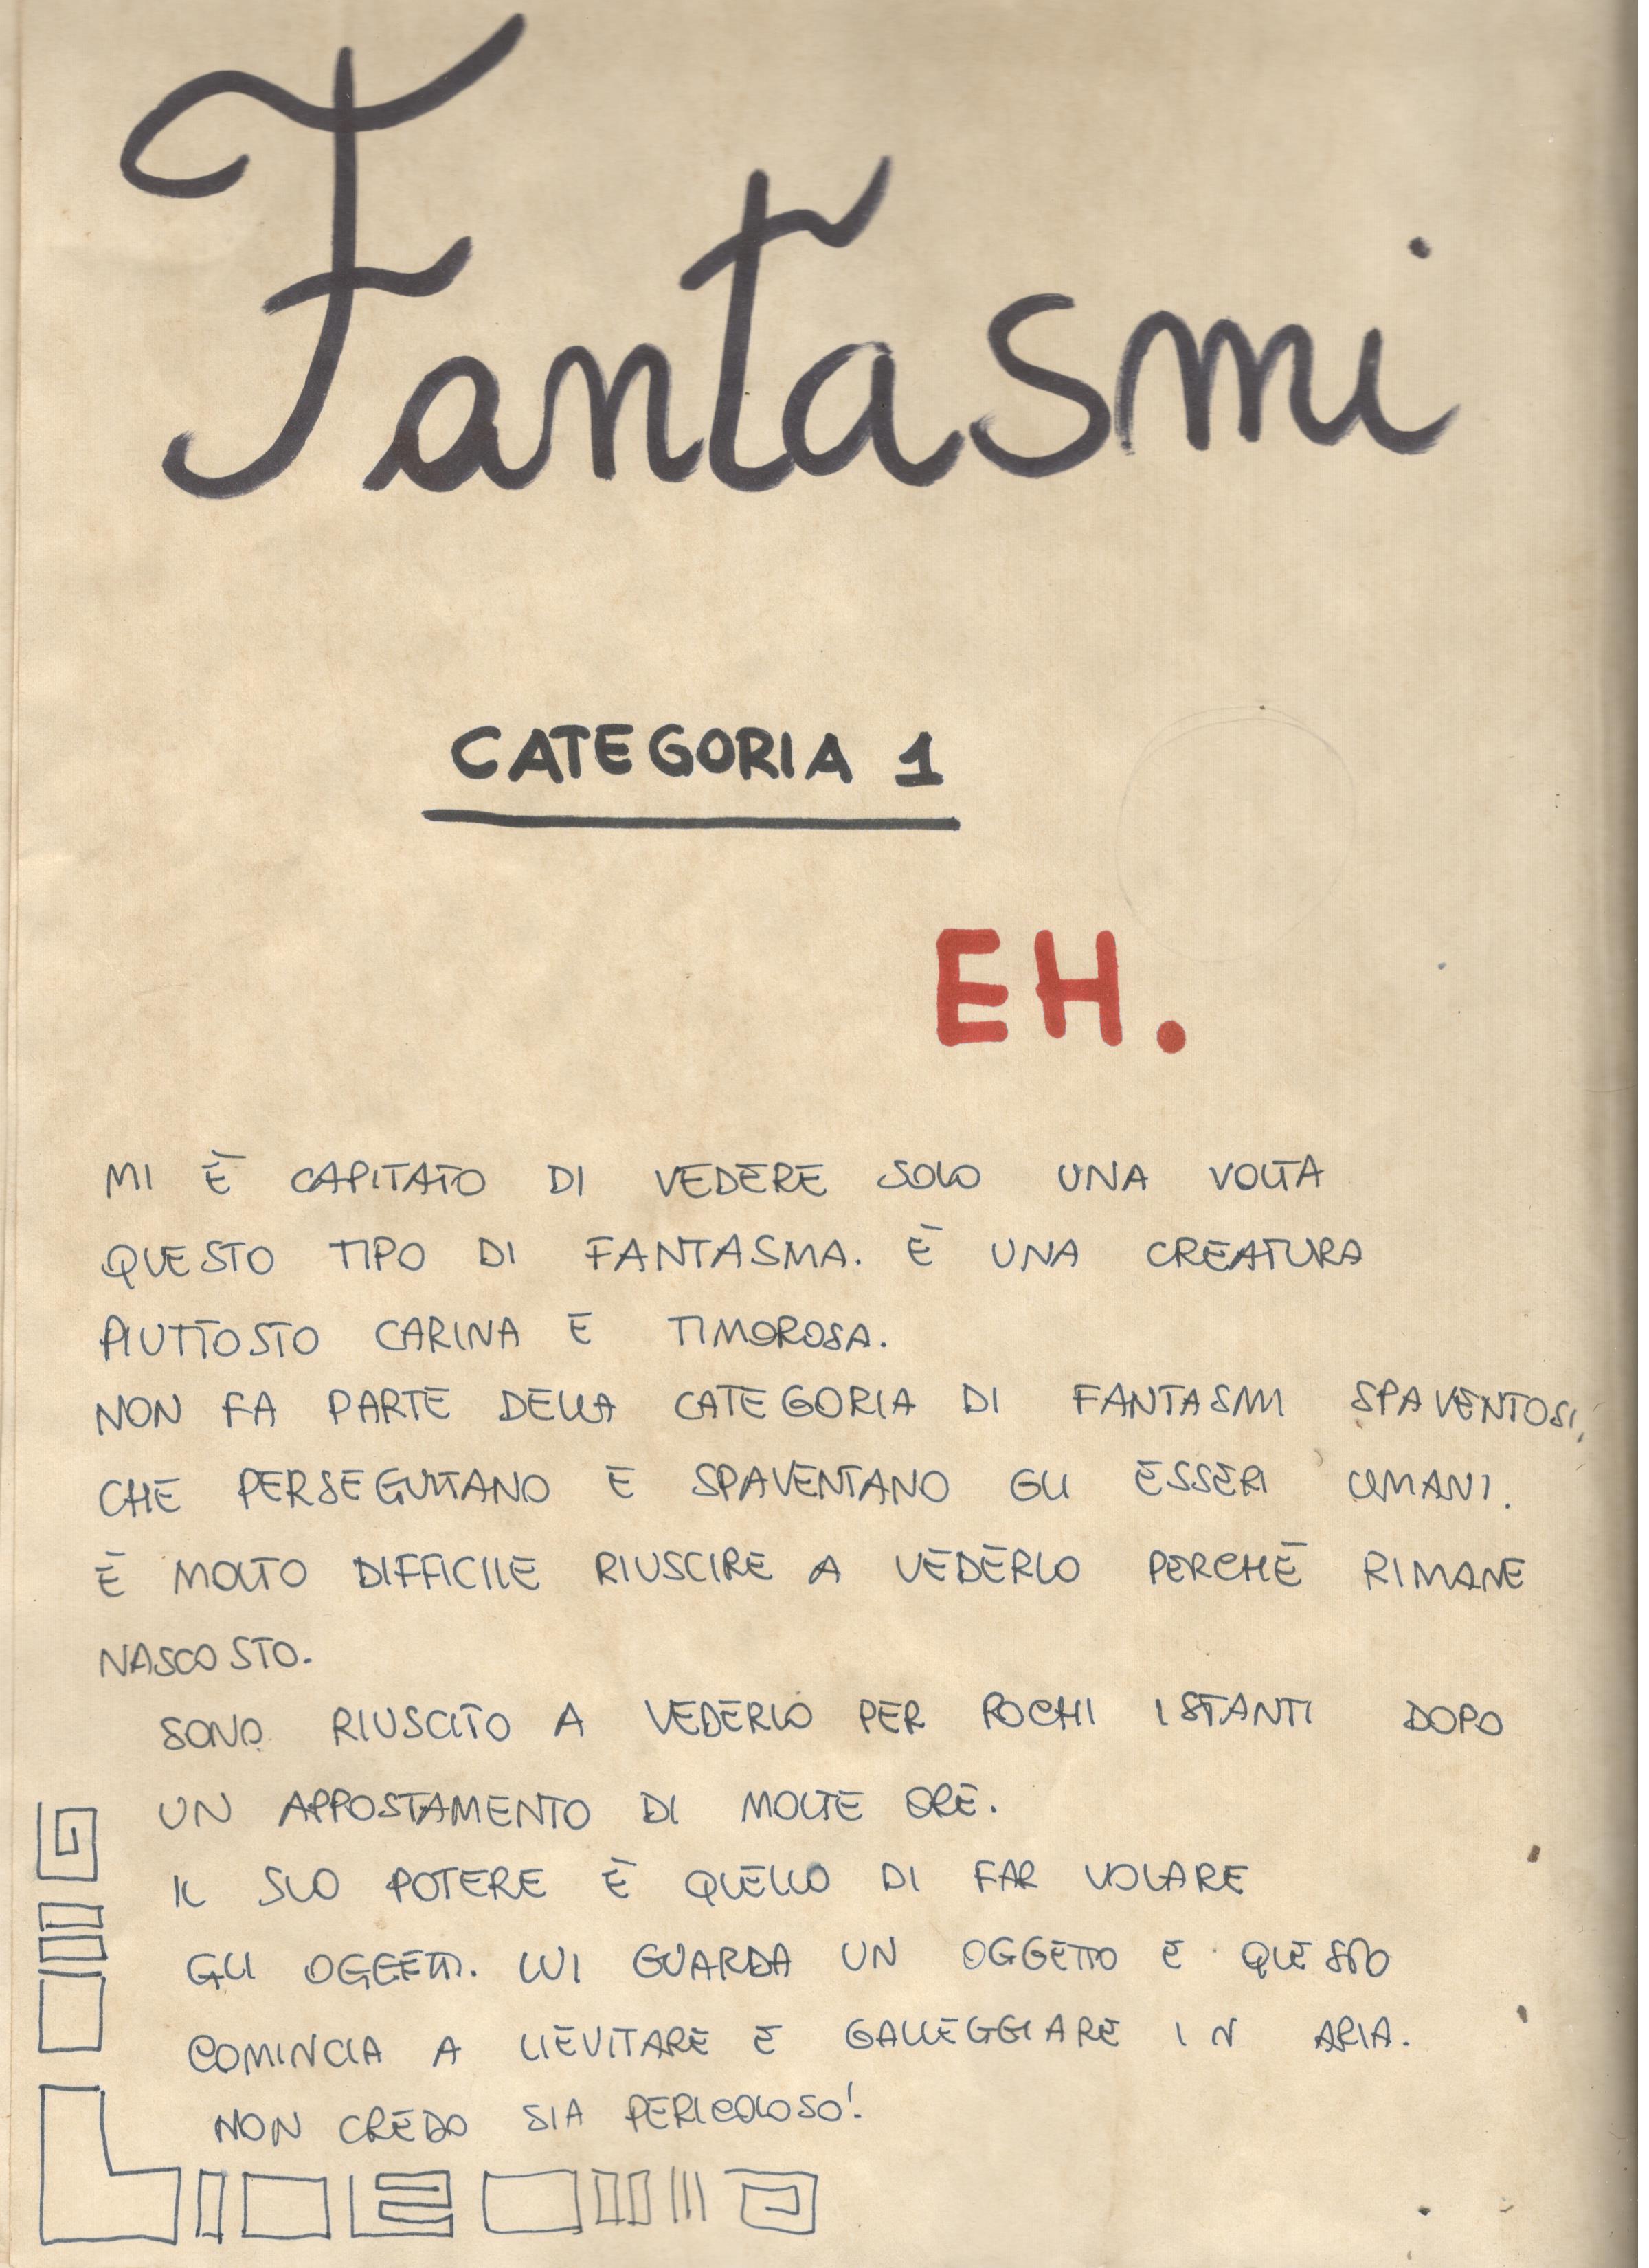 Fantasmi
CATEGORIA 1
EH.
MI È CAPITATO DI VEDERE SOLO UNA VOLTA
QUESTO TIPO DI FANTASMA. È UNA CREATURA
PIUTTOSTO CARINA E TIMOROSA.
NON FA PARTE DELLA CATEGORIA DI FANTASMI SPAVENTOSI,
CHE PERSEGUITANO E SPAVENTANO GLI ESSERI UMANI.
È MOLTO DIFFICILE RIUSCIRE A VEDERLO PERCHÉ RIMANE
NASCOSTO.
SONO RIUSCITO A VEDERLO PER POCHI ISTANTI DOPO
UN APPOSTAMENTO DI MOLTE ORE.
IL SUO POTERE È QUELLO DI FAR VOLARE
GLI OGGETTI. LUI GUARDA UN OGGETTO E QUESTO
COMINCIA A LIEVITARE E GALLEGGIARE IN ARIA.
NON CREDO SIA PERICOLOSO!